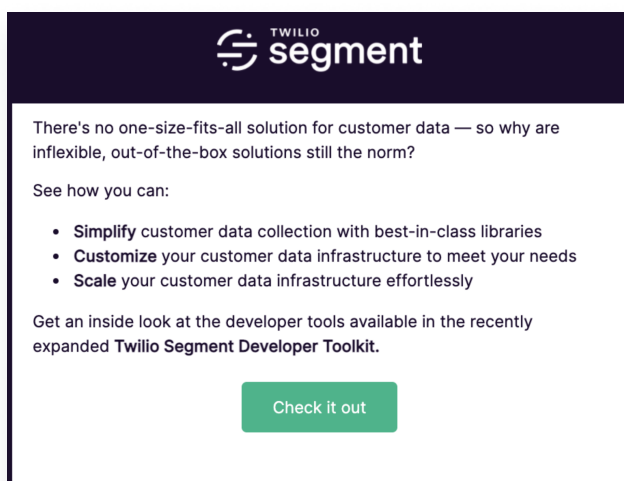 TWILIO
segment
There's no one-size-fits-all solution for customer data — so why are
inflexible, out-of-the-box solutions still the norm?
See how you can:
• Simplify customer data collection with best-in-class libraries
• Customize your customer data infrastructure to meet your needs
• Scale your customer data infrastructure effortlessly
Get an inside look at the developer tools available in the recently
expanded Twilio Segment Developer Toolkit.
Check it out